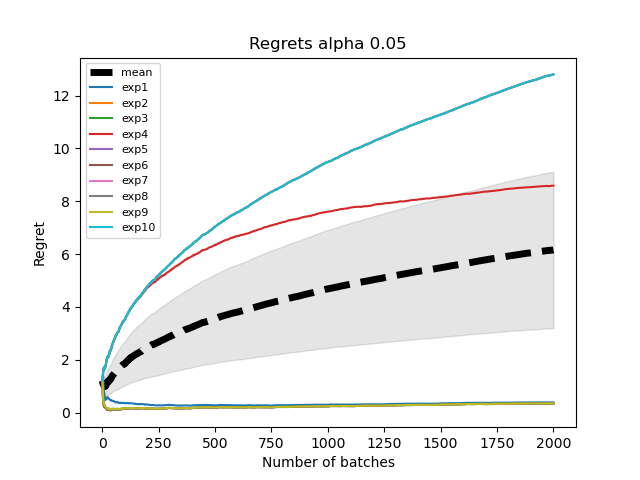 Regrets alpha 0.05
mean
exp1
exp2
exp3
exp4
exp5
exp6
exp7
exp8
exp9
exp10
12
10
8
6
4
2
0
Regret
0 250 500 750 1000 1250 1500 1750 2000
Number of batches